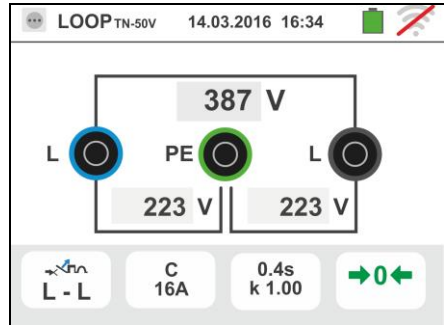 LOOP TN-50V 14.03.2016 16:34
387 V
L PE L
223 V 223 V
L - L
C
16A
0.4s
k 1.00
→0←